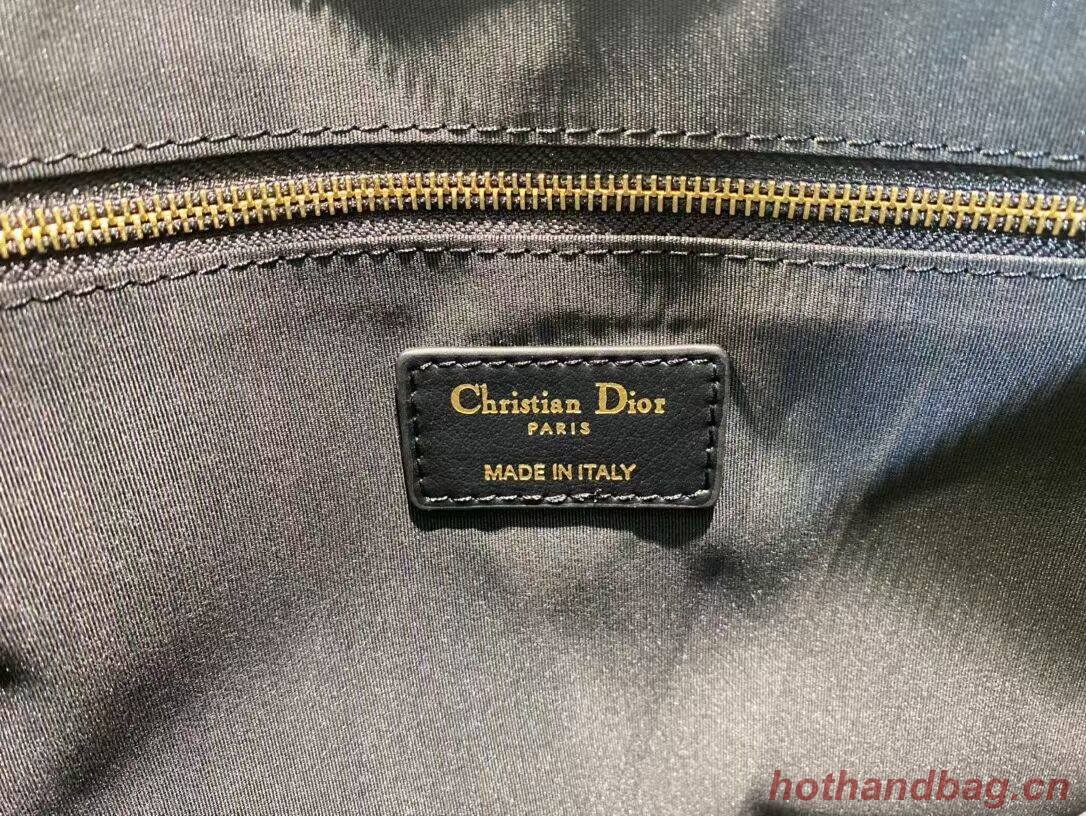 Christian Dior
PARIS
MADE IN ITALY
hothandbag.cn